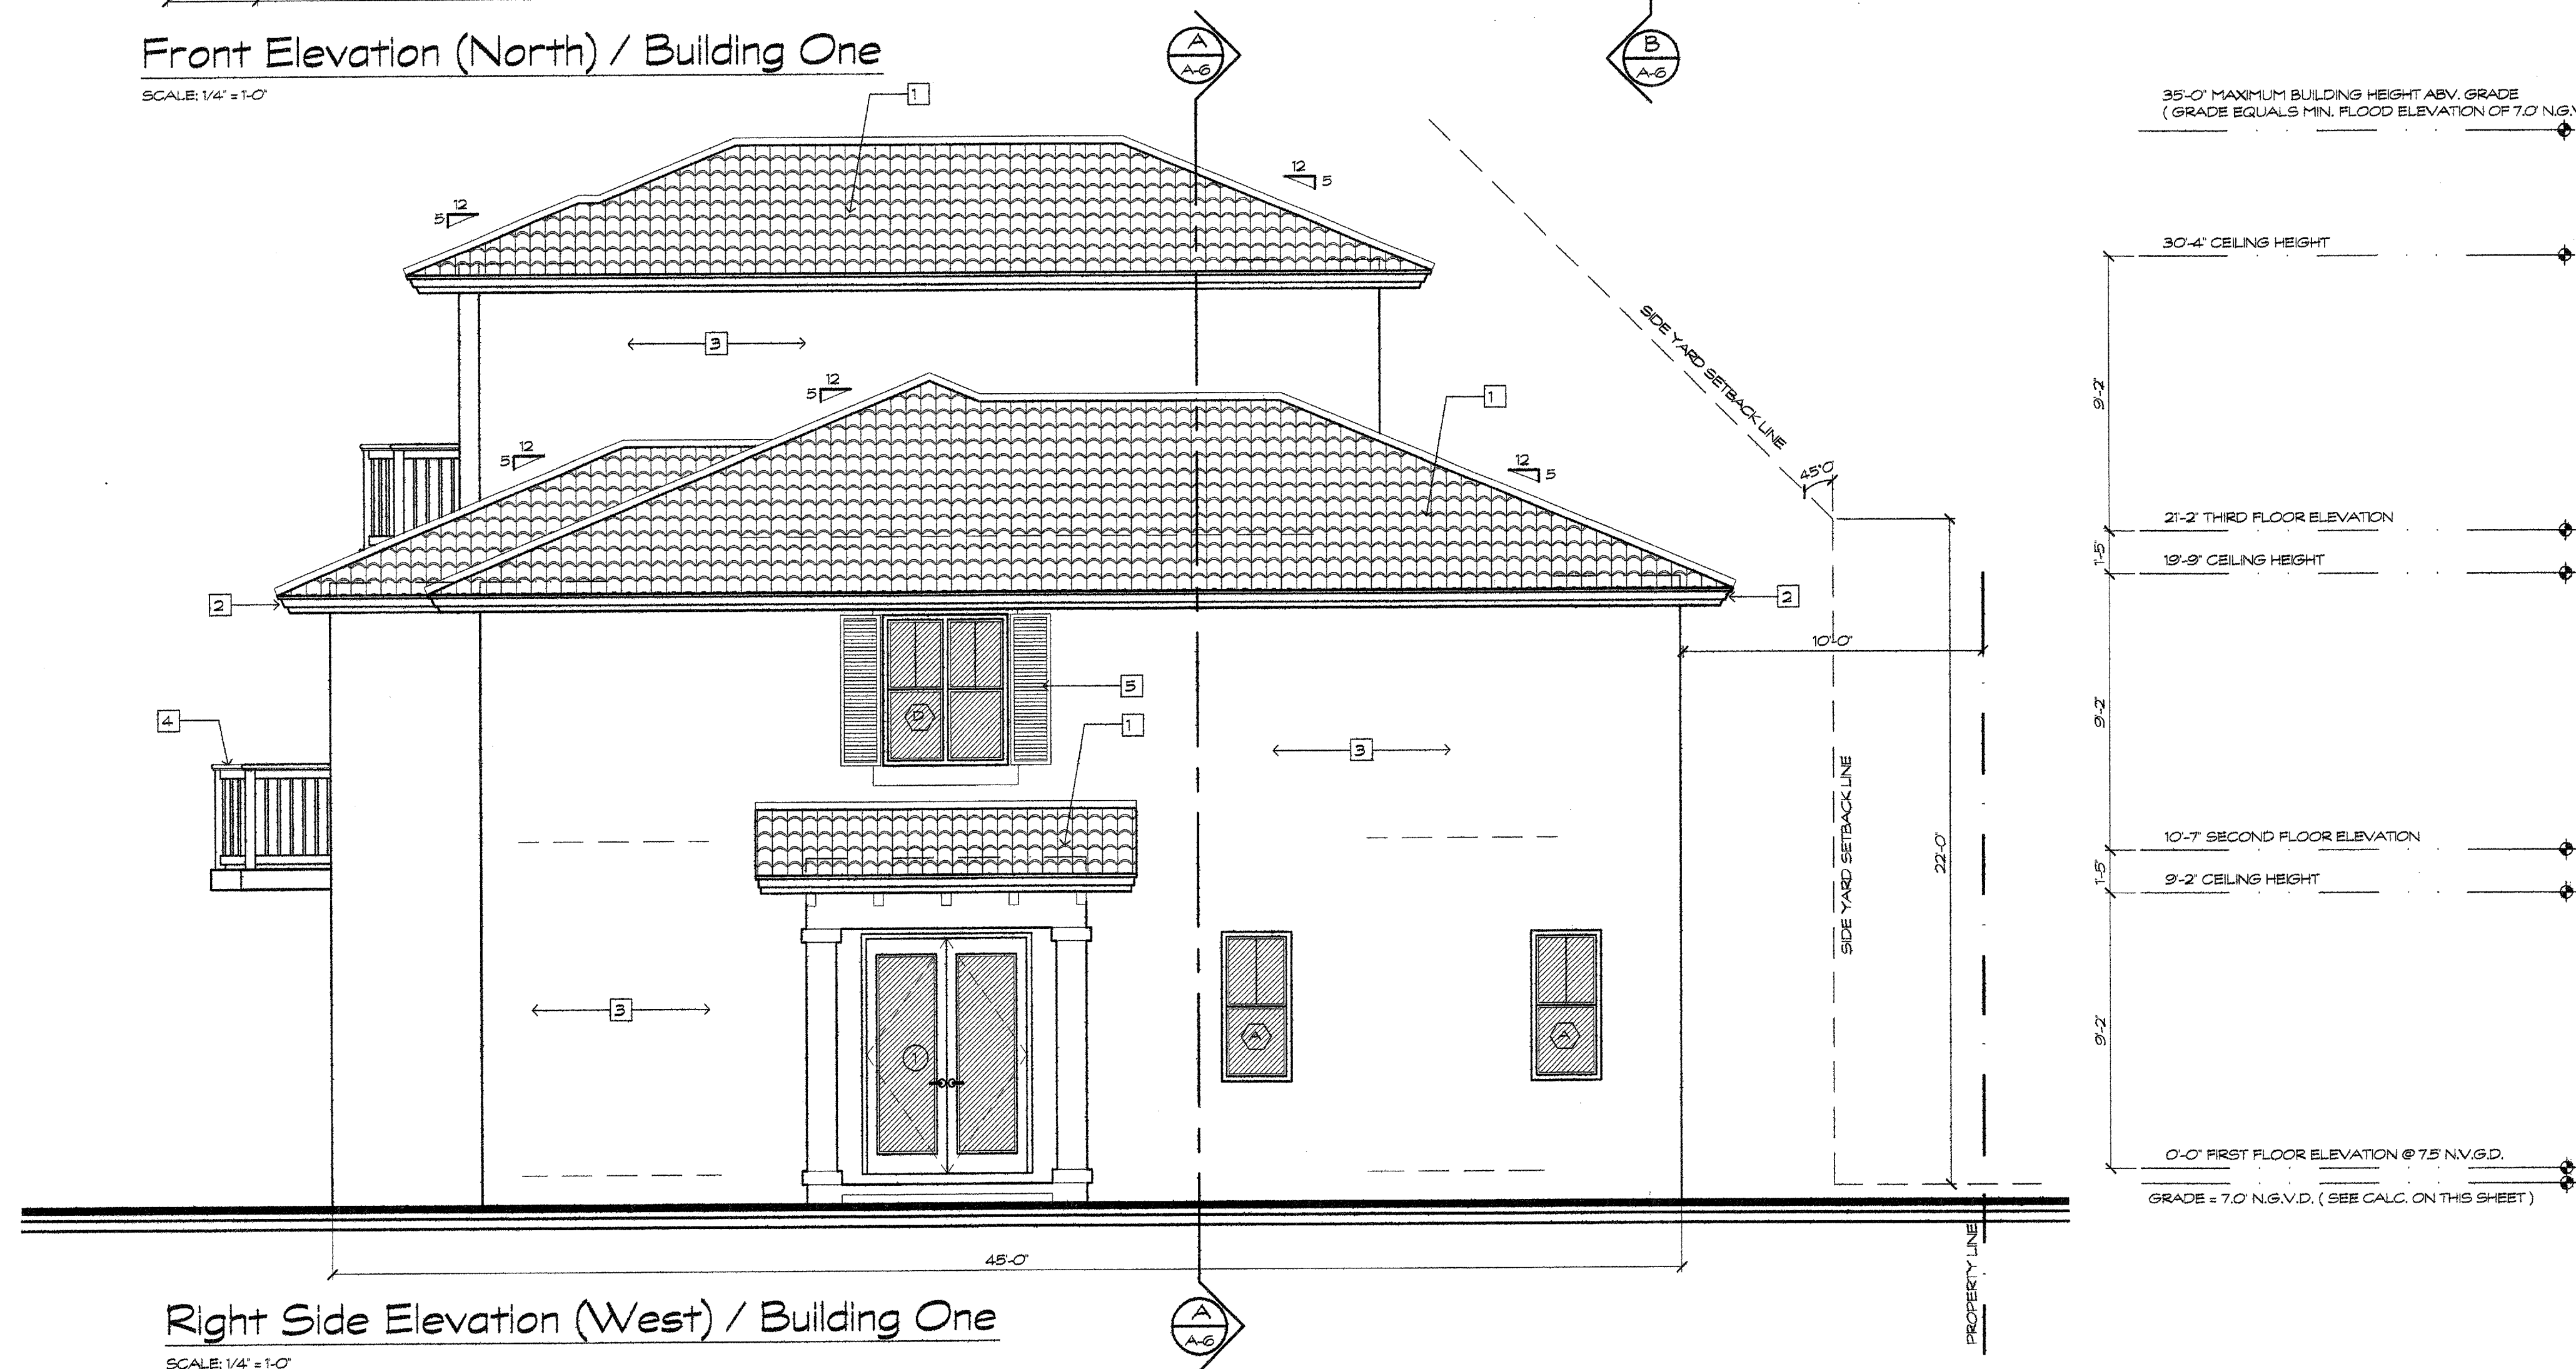 Front Elevation (North) / Building One
SCALE: 1/4" = 1'-0"
A
A-6
B
A-6
35'-0" MAXIMUM BUILDING HEIGHT ABV. GRADE
( GRADE EQUALS MIN. FLOOD ELEVATION OF 7.0' N.G.V
1
12
5
12
5
30'-4" CEILING HEIGHT
SIDE YARD SETBACK LINE
3
12
5
1
9'-2"
12
5
12
5
45°0'
21'-2" THIRD FLOOR ELEVATION
1'-5"
19'-9" CEILING HEIGHT
2
2
10'-0"
5
D
4
1
3
9'-2"
SIDE YARD SETBACK LINE
22'-0"
10'-7" SECOND FLOOR ELEVATION
1'-5"
9'-2" CEILING HEIGHT
3
1
A
A
9'-2"
0'-0" FIRST FLOOR ELEVATION @ 7.5' N.V.G.D.
GRADE = 7.0' N.G.V.D. ( SEE CALC. ON THIS SHEET )
45'-0"
PROPERTY LINE
Right Side Elevation (West) / Building One
SCALE: 1/4" = 1'-0"
A
A-6